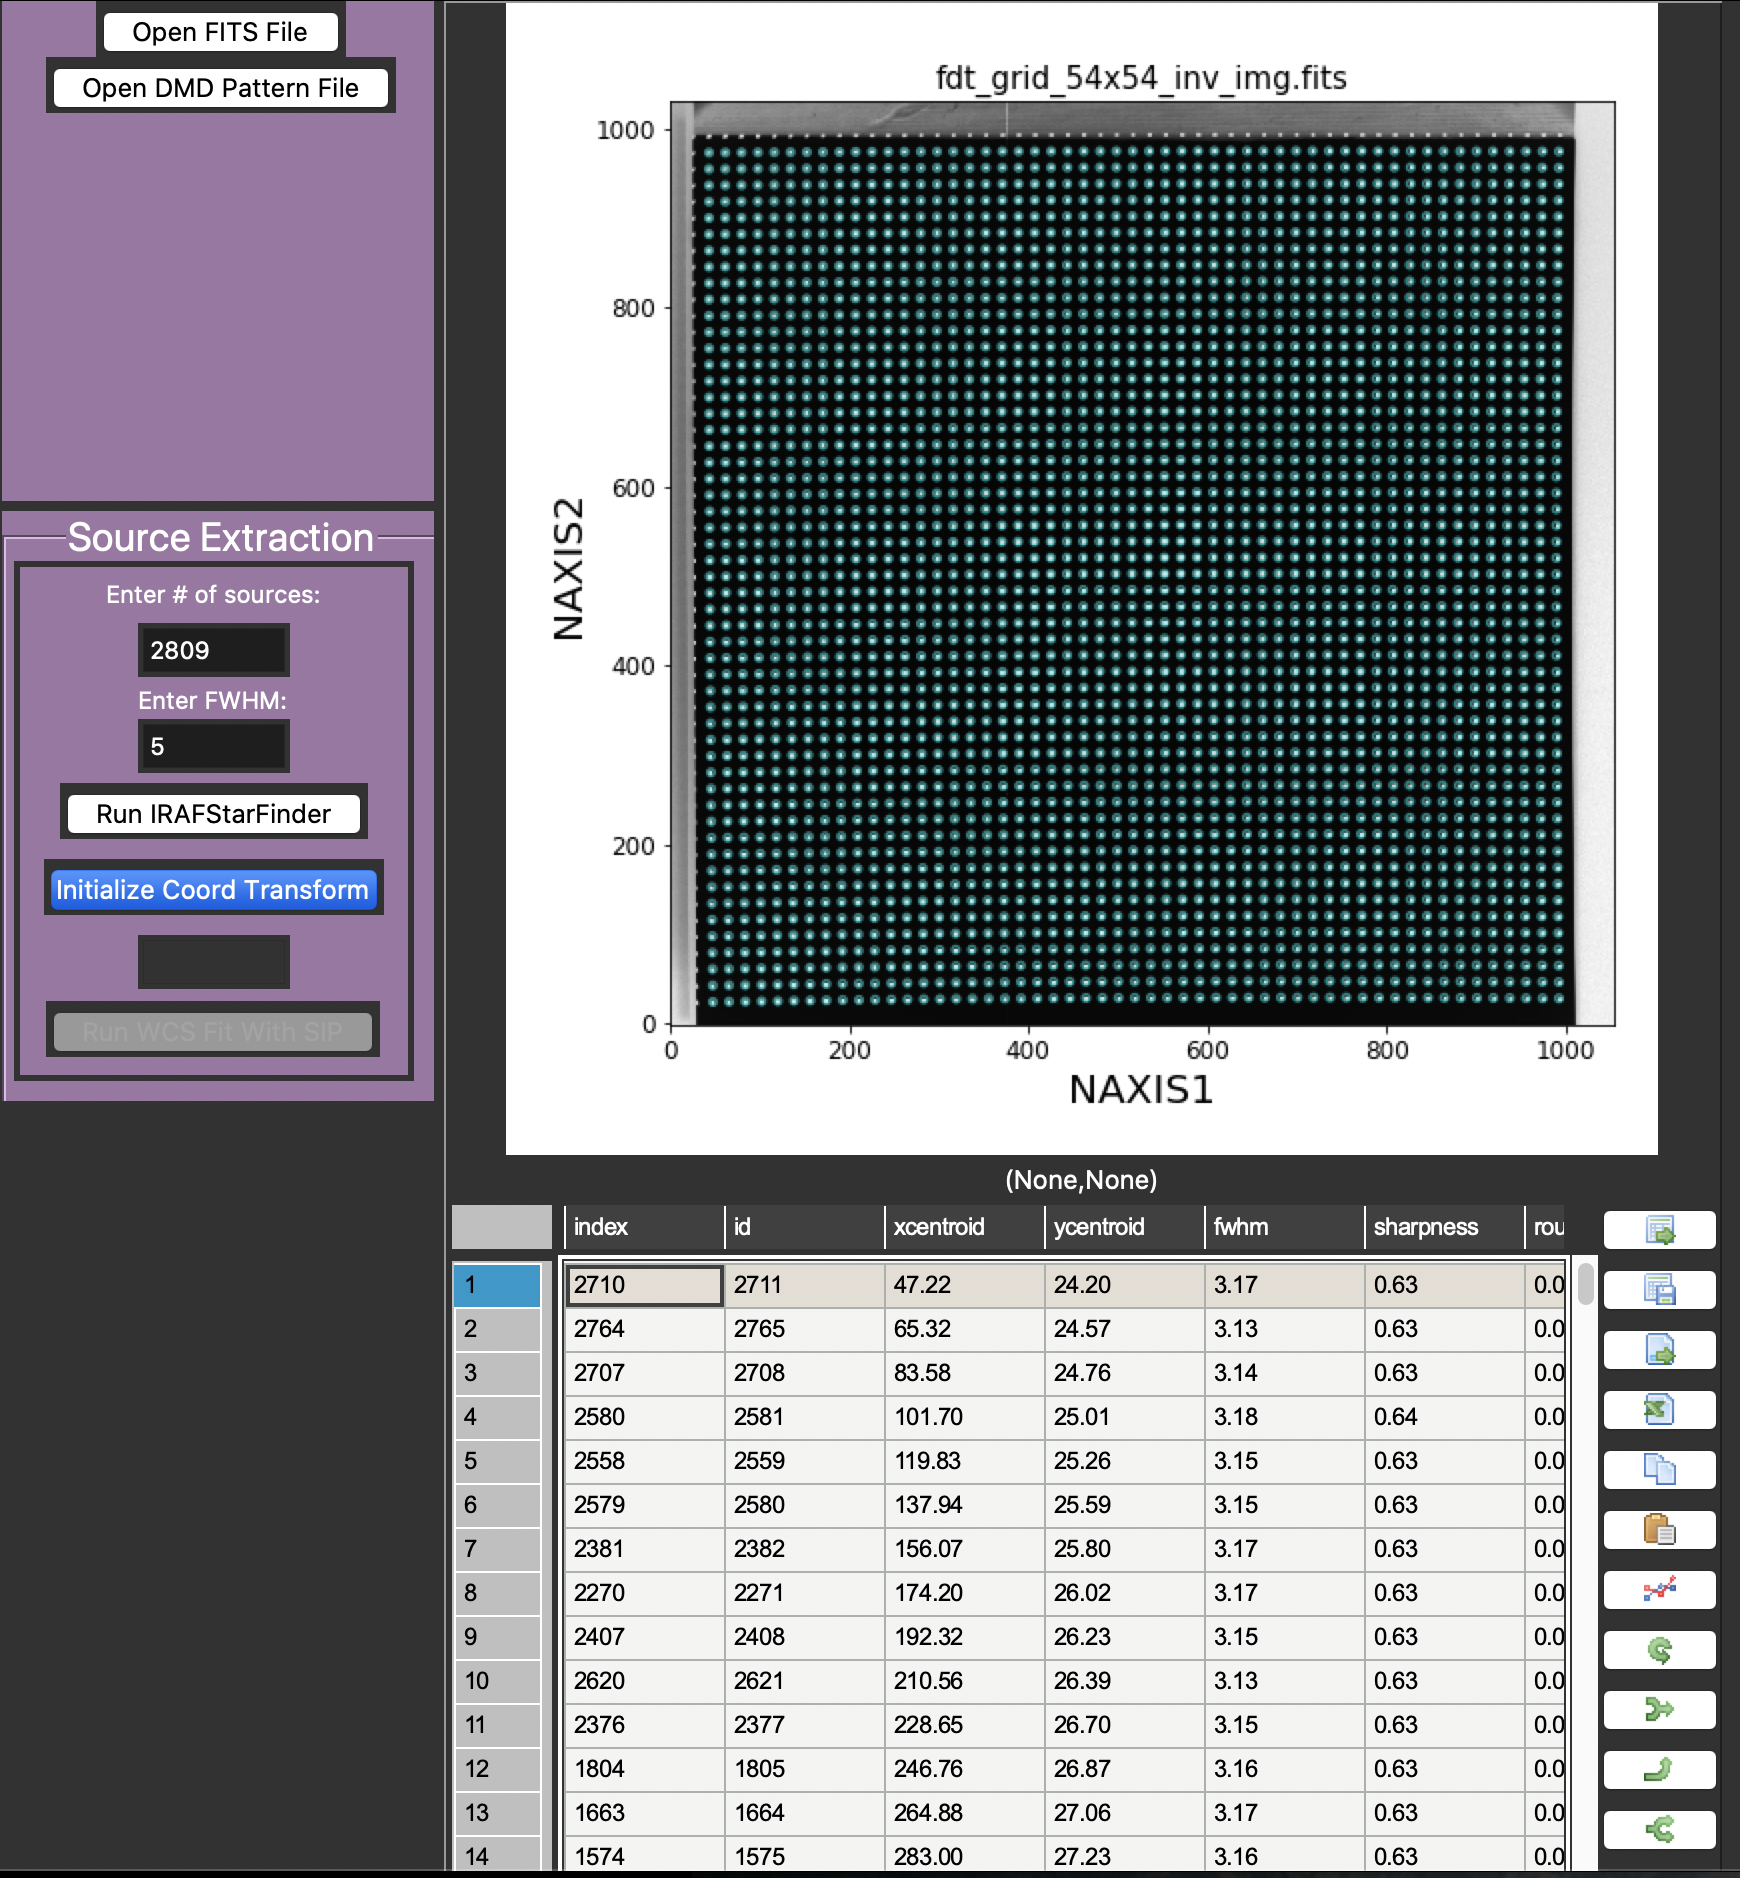 Open FITS File
Open DMD Pattern File
Source Extraction
Enter # of sources:
2809
Enter FWHM:
5
Run IRAFStarFinder
Initialize Coord Transform
Run WCS Fit With SIP
fdt_grid_54x54_inv_img.fits
1000
800
600
400
200
0
NAXIS2
0 200 400 600 800 1000
NAXIS1
(None,None)
index id xcentroid ycentroid fwhm sharpness rou
1 2710 2711 47.22 24.20 3.17 0.63 0.0
2 2764 2765 65.32 24.57 3.13 0.63 0.0
3 2707 2708 83.58 24.76 3.14 0.63 0.0
4 2580 2581 101.70 25.01 3.18 0.64 0.0
5 2558 2559 119.83 25.26 3.15 0.63 0.0
6 2579 2580 137.94 25.59 3.15 0.63 0.0
7 2381 2382 156.07 25.80 3.17 0.63 0.0
8 2270 2271 174.20 26.02 3.17 0.63 0.0
9 2407 2408 192.32 26.23 3.15 0.63 0.0
10 2620 2621 210.56 26.39 3.13 0.63 0.0
11 2376 2377 228.65 26.70 3.15 0.63 0.0
12 1804 1805 246.76 26.87 3.16 0.63 0.0
13 1663 1664 264.88 27.06 3.17 0.63 0.0
14 1574 1575 283.00 27.23 3.16 0.63 0.0